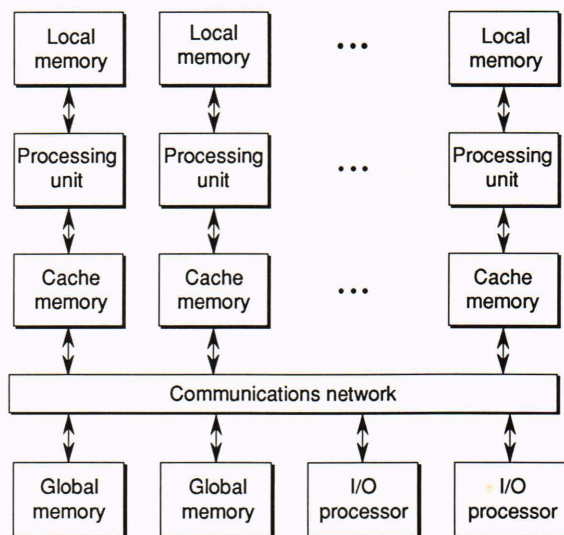 Local
memory
Local
memory
•••
Local
memory
Processing
unit
Processing
unit
•••
Processing
unit
Cache
memory
Cache
memory
•••
Cache
memory
Communications network
Global
memory
Global
memory
I/O
processor
I/O
processor